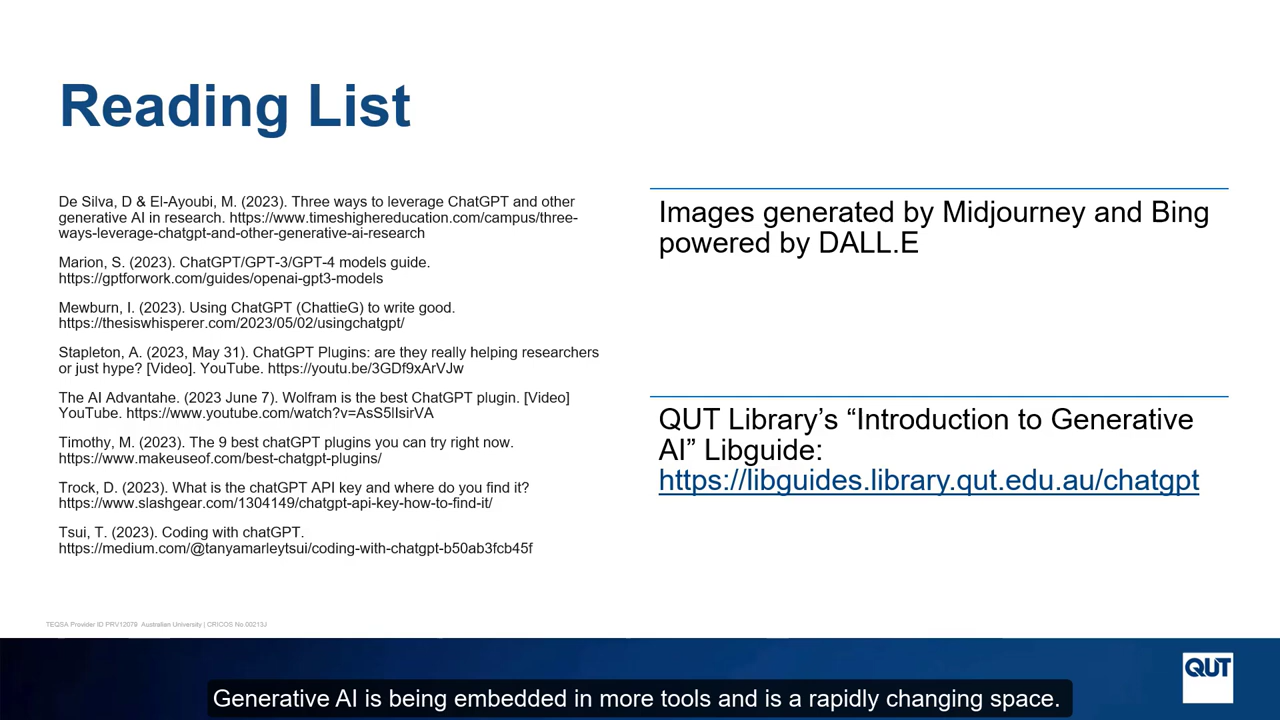 Reading List
De Silva, D & El-Ayoubi, M. (2023). Three ways to leverage ChatGPT and other
generative AI in research. https://www.timeshighereducation.com/campus/three-
ways-leverage-chatgpt-and-other-generative-ai-research
Marion, S. (2023). ChatGPT/GPT-3/GPT-4 models guide.
https://gptforwork.com/guides/openai-gpt3-models
Mewburn, I. (2023). Using ChatGPT (ChattieG) to write good.
https://thesiswhisperer.com/2023/05/02/usingchatgpt/
Stapleton, A. (2023, May 31). ChatGPT Plugins: are they really helping researchers
or just hype? [Video]. YouTube. https://youtu.be/3GDf9xArVJw
The AI Advantahe. (2023 June 7). Wolfram is the best ChatGPT plugin. [Video]
YouTube. https://www.youtube.com/watch?v=AsS5lIsirVA
Timothy, M. (2023). The 9 best chatGPT plugins you can try right now.
https://www.makeuseof.com/best-chatgpt-plugins/
Trock, D. (2023). What is the chatGPT API key and where do you find it?
https://www.slashgear.com/1304149/chatgpt-api-key-how-to-find-it/
Tsui, T. (2023). Coding with chatGPT.
https://medium.com/@tanyamarleytsui/coding-with-chatgpt-b50ab3fcb45f
Images generated by Midjourney and Bing
powered by DALL.E
QUT Library’s “Introduction to Generative
AI” Libguide:
https://libguides.library.qut.edu.au/chatgpt
TEQSA Provider ID PRV12079 Australian University | CRICOS No.00213J
QUT
Generative AI is being embedded in more tools and is a rapidly changing space.